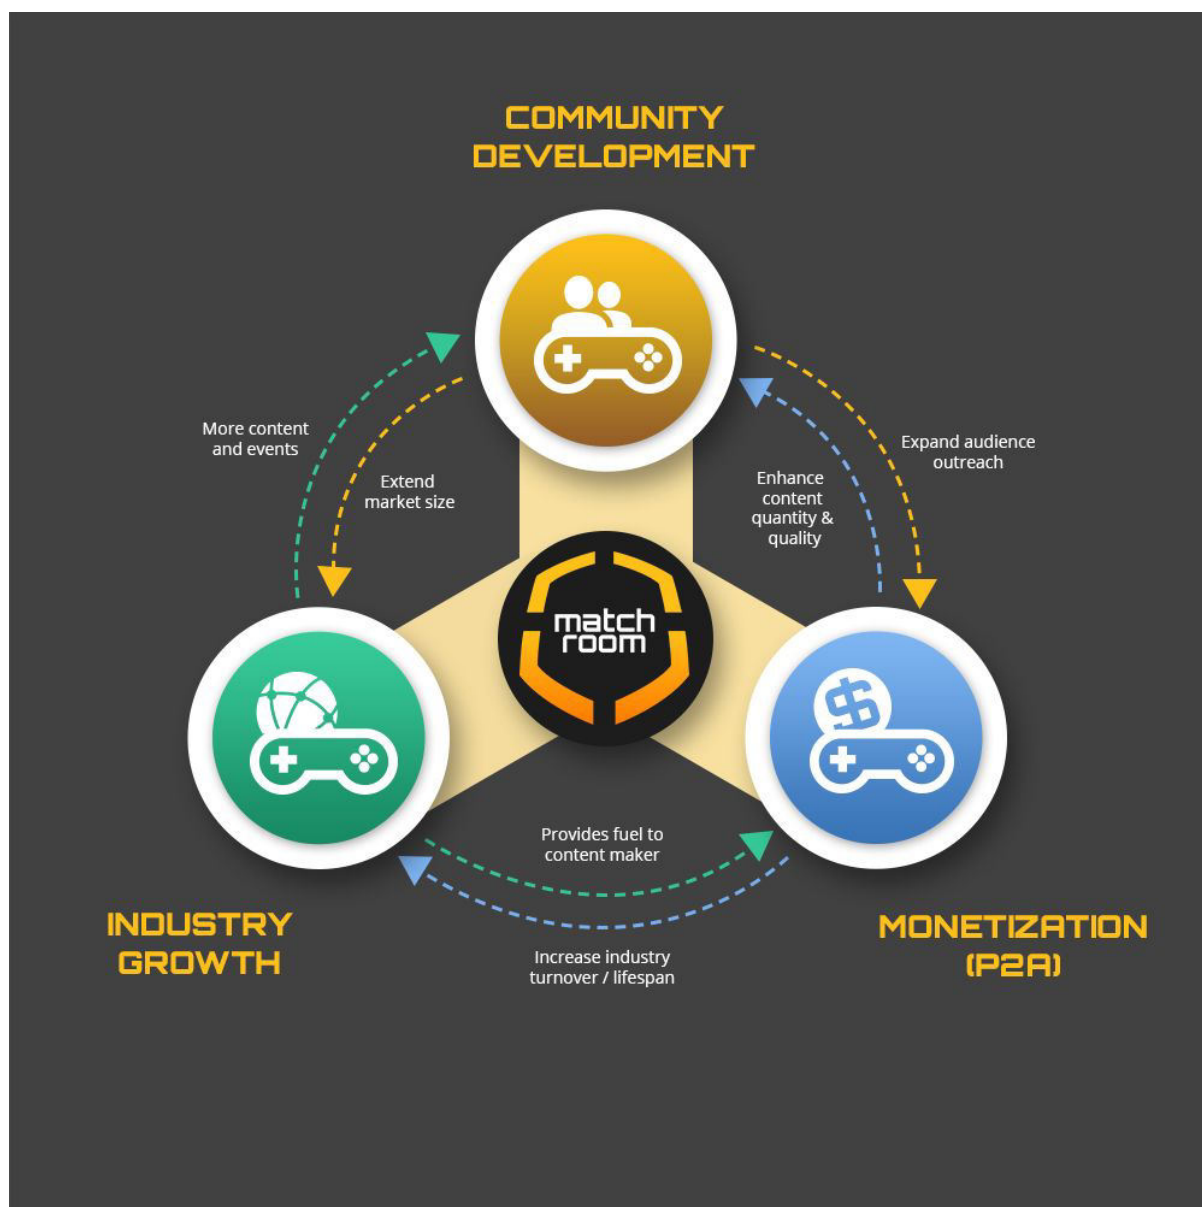 COMMUNITY
DEVELOPMENT
More content
and events
Extend
market size
Expand audience
outreach
Enhance
content
quantity &
quality
match
room
Provides fuel to
content maker
INDUSTRY
GROWTH
MONETIZATION
(P2A)
Increase industry
turnover / lifespan